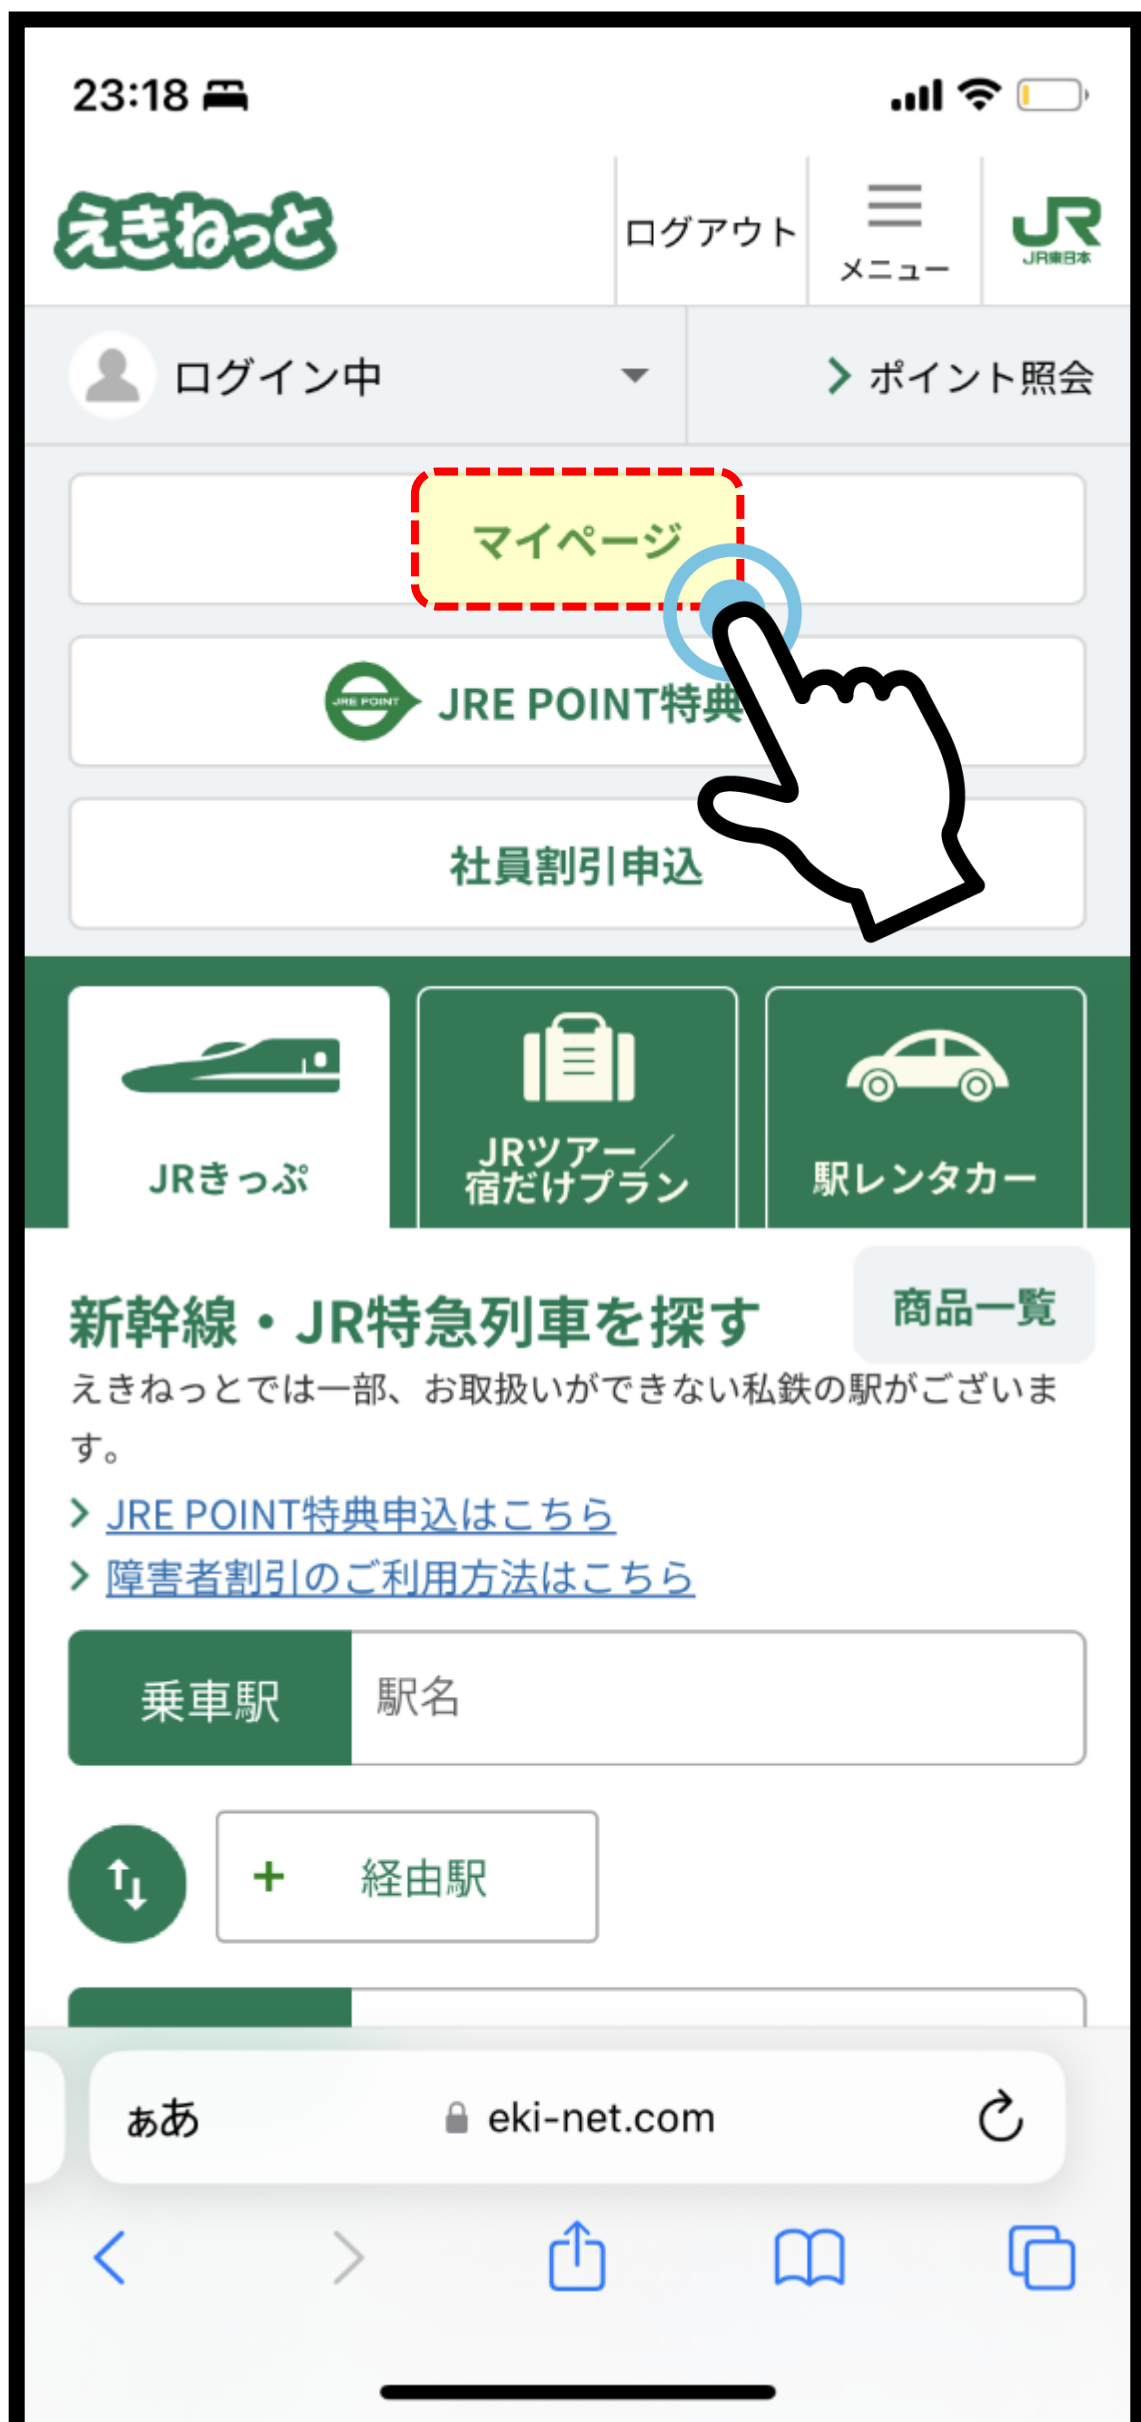 23:18
えきねっと
ログアウト
メニュー
JR
JR東日本
ログイン中
ポイント照会
マイページ
JRE POINT
JRE POINT特典
社員割引申込
JRきっぷ
JRツアー／
宿だけプラン
駅レンタカー
新幹線・JR特急列車を探す
商品一覧
えきねっとでは一部、お取扱いができない私鉄の駅がございま
す。
JRE POINT特典申込はこちら
障害者割引のご利用方法はこちら
乗車駅
駅名
+ 経由駅
ぁあ
eki-net.com